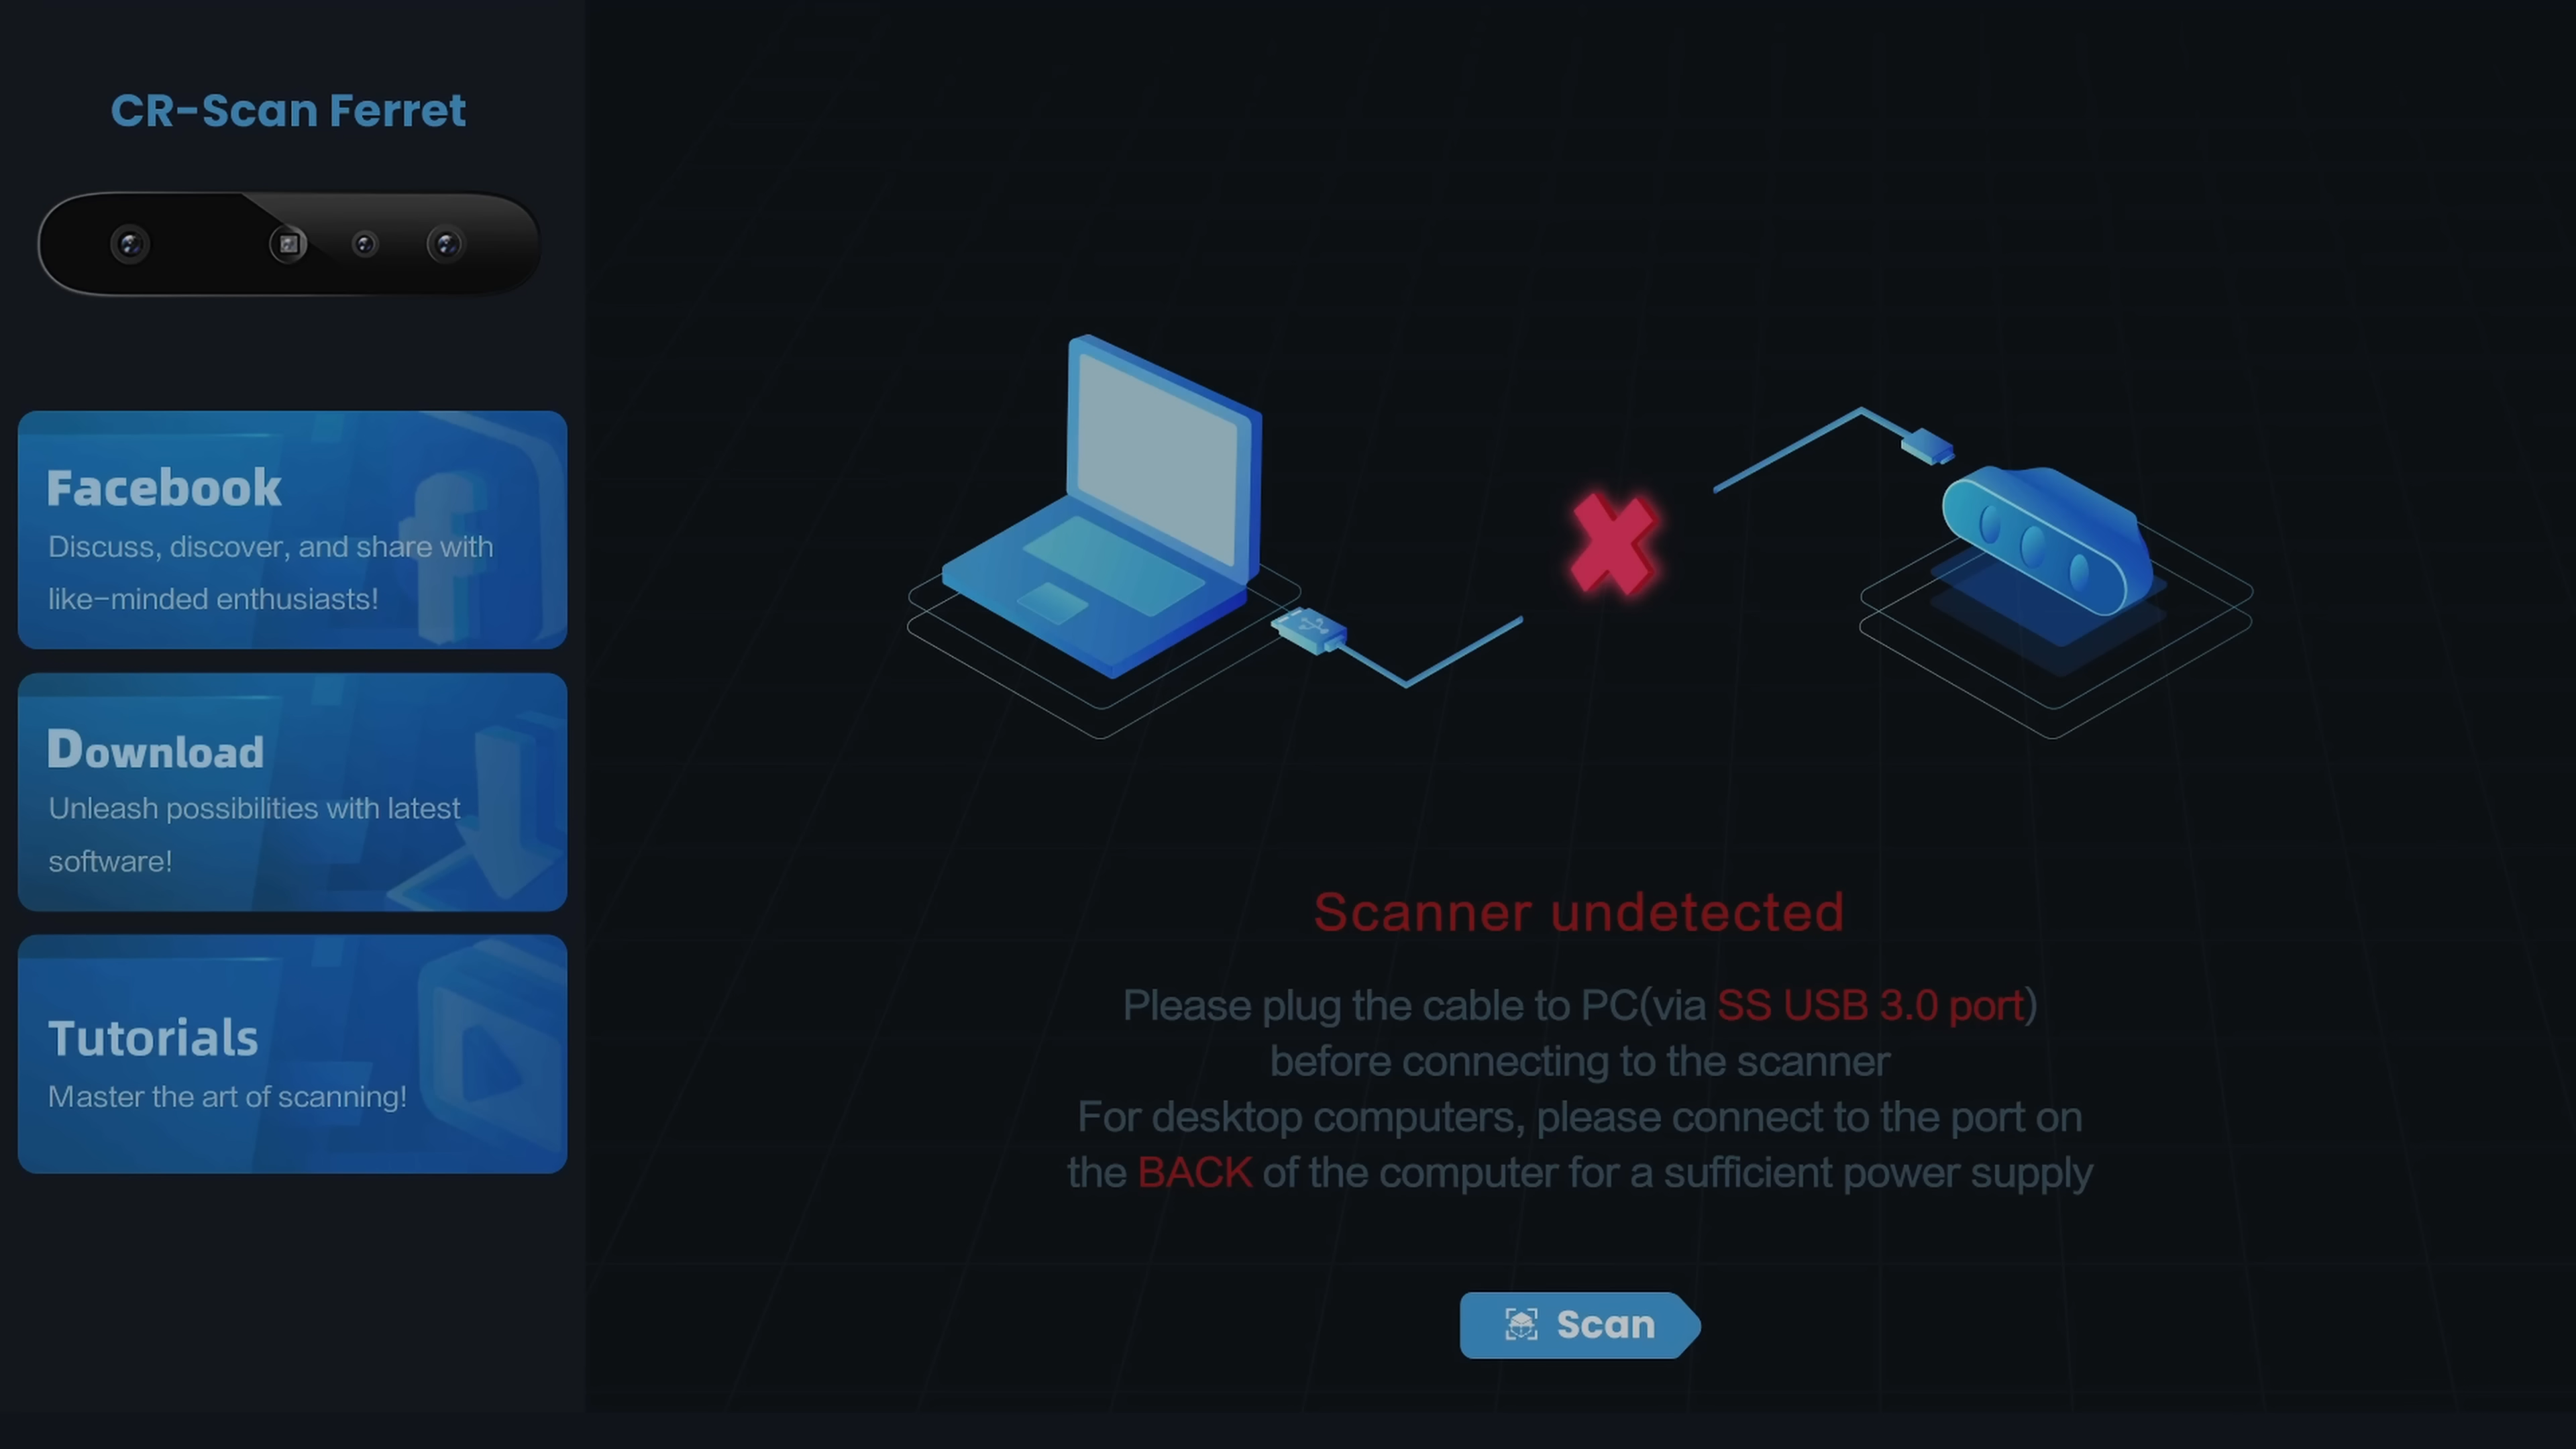 CR-Scan Ferret
Facebook
Discuss, discover, and share with
like-minded enthusiasts!
Download
Unleash possibilities with latest
software!
Tutorials
Master the art of scanning!
Scanner undetected
Please plug the cable to PC(via SS USB 3.0 port)
before connecting to the scanner
For desktop computers, please connect to the port on
the BACK of the computer for a sufficient power supply
Scan